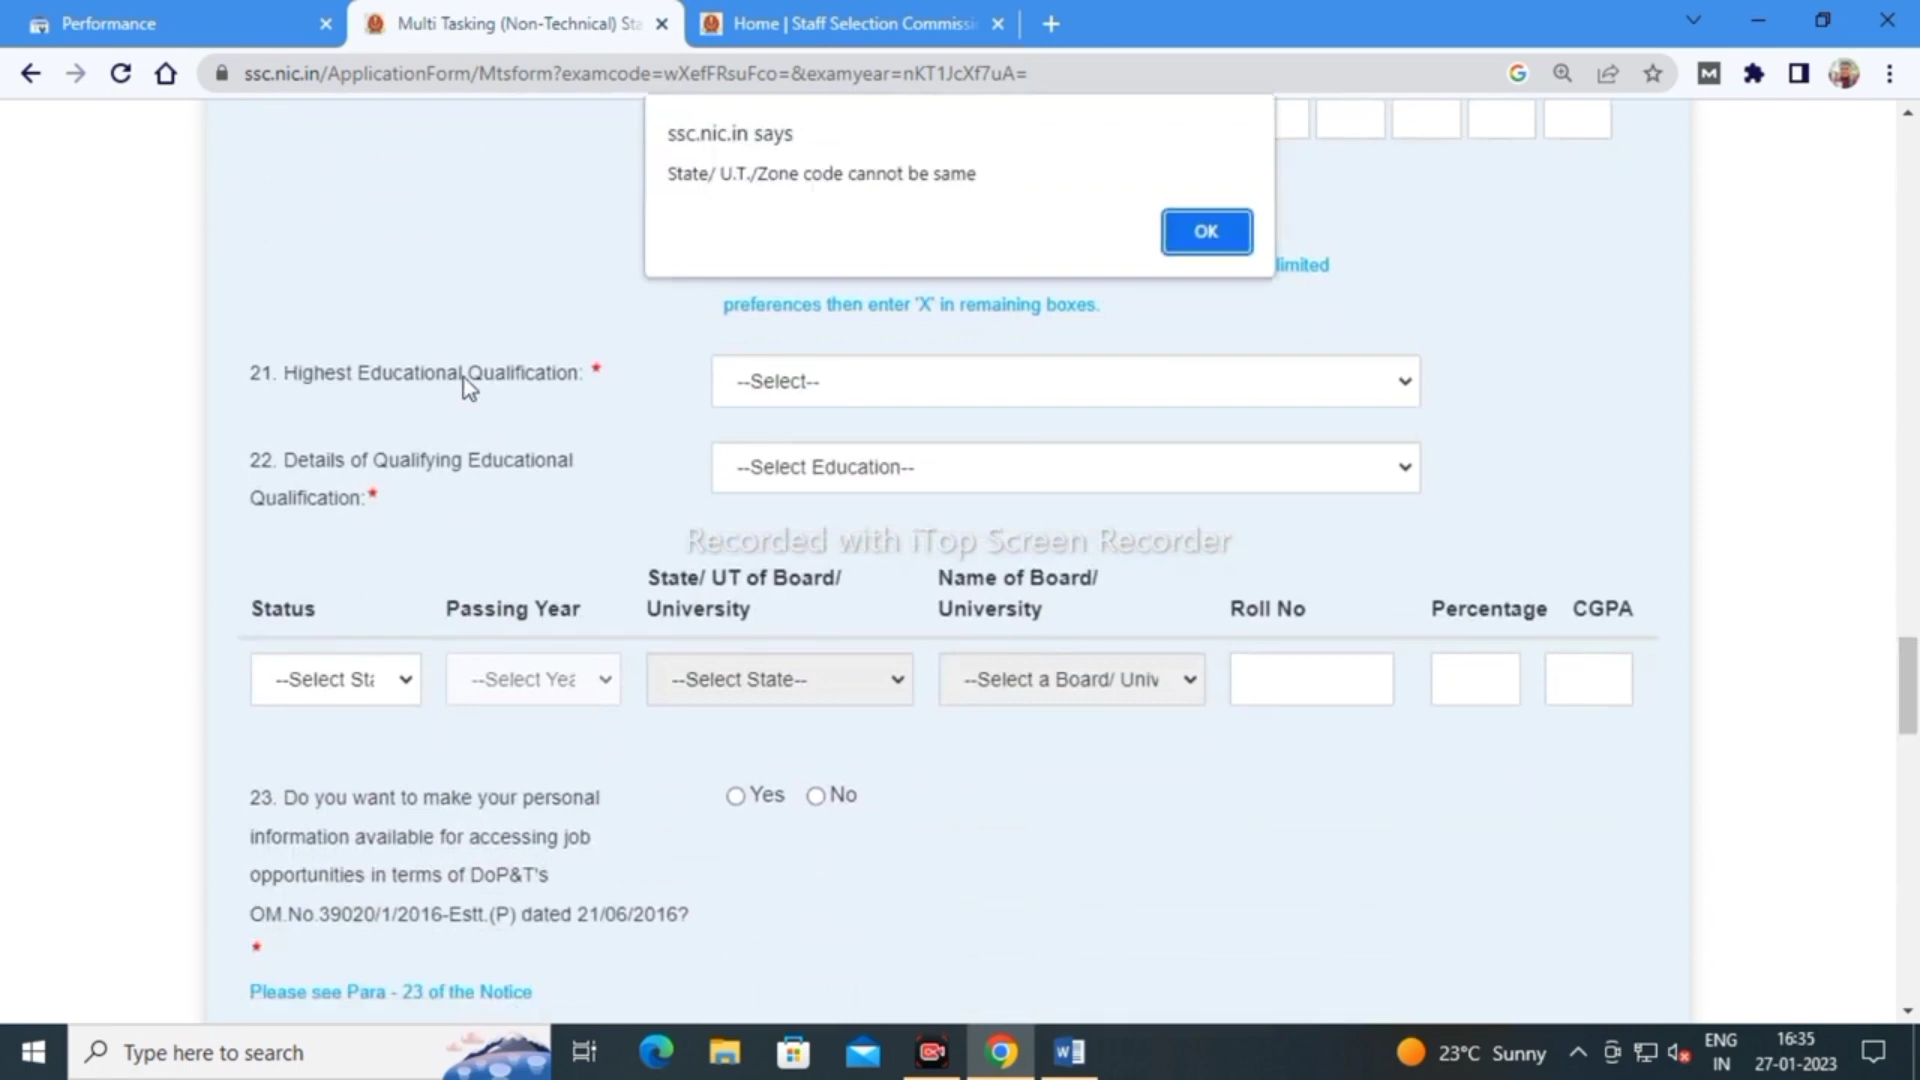 Performance
Multi Tasking (Non-Technical) Sta
Home | Staff Selection Commissi
ssc.nic.in/ApplicationForm/Mtsform?examcode=wXefFRsuFco=&examyear=nKT1JcXf7uA=
ssc.nic.in says
State/ U.T./Zone code cannot be same
OK
limited
preferences then enter 'X' in remaining boxes.
21. Highest Educational Qualification: *
--Select--
22. Details of Qualifying Educational
Qualification:*
--Select Education--
Recorded with iTop Screen Recorder
Status
Passing Year
State/ UT of Board/
University
Name of Board/
University
Roll No
Percentage
CGPA
--Select Sta
--Select Yea
--Select State--
--Select a Board/ Univ
23. Do you want to make your personal
information available for accessing job
opportunities in terms of DoP&T's
OM.No.39020/1/2016-Estt.(P) dated 21/06/2016?
*
Yes No
Please see Para - 23 of the Notice
Type here to search
23°C Sunny
ENG
IN
16:35
27-01-2023